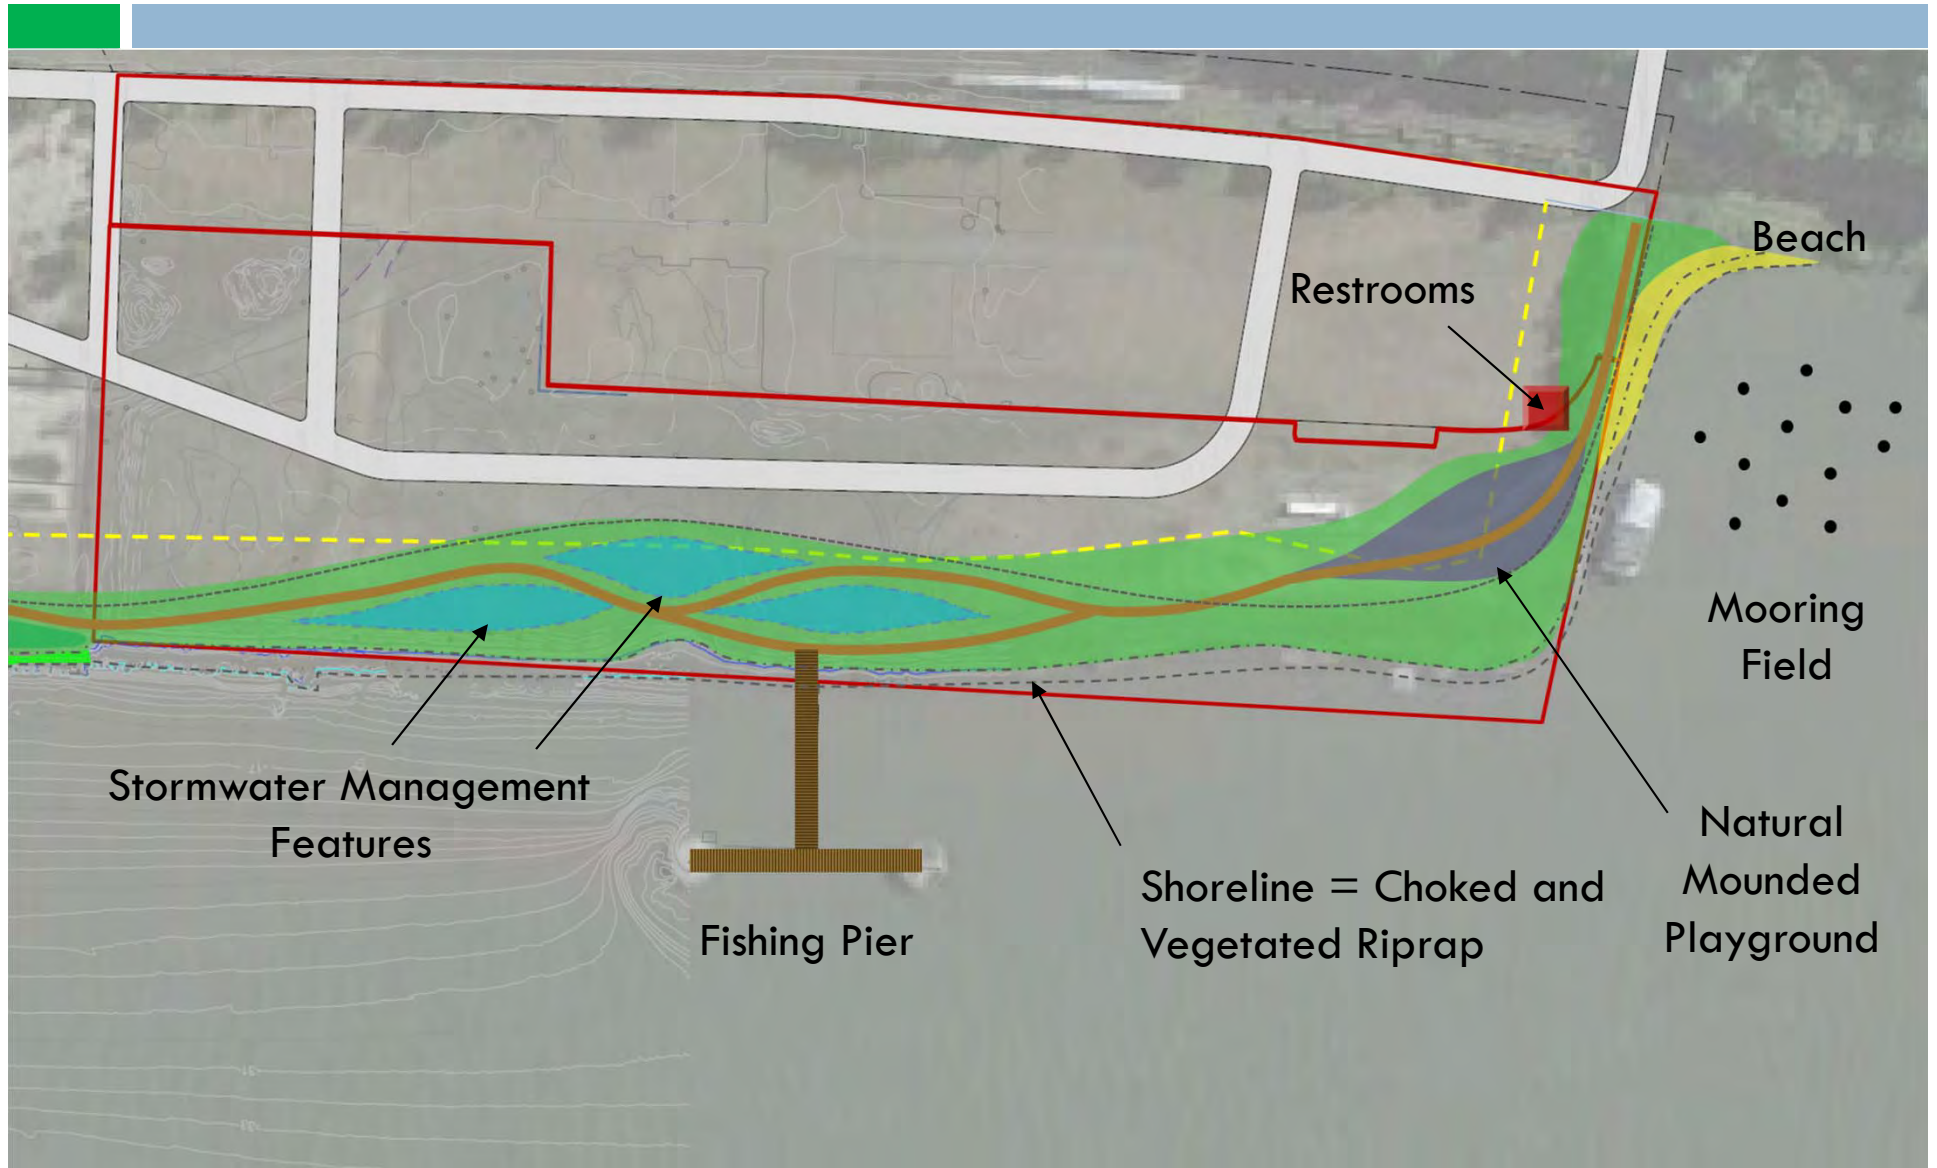 Beach
Restrooms
Mooring
Field
Stormwater Management
Features
Fishing Pier
Shoreline = Choked and
Vegetated Riprap
Natural
Mounded
Playground